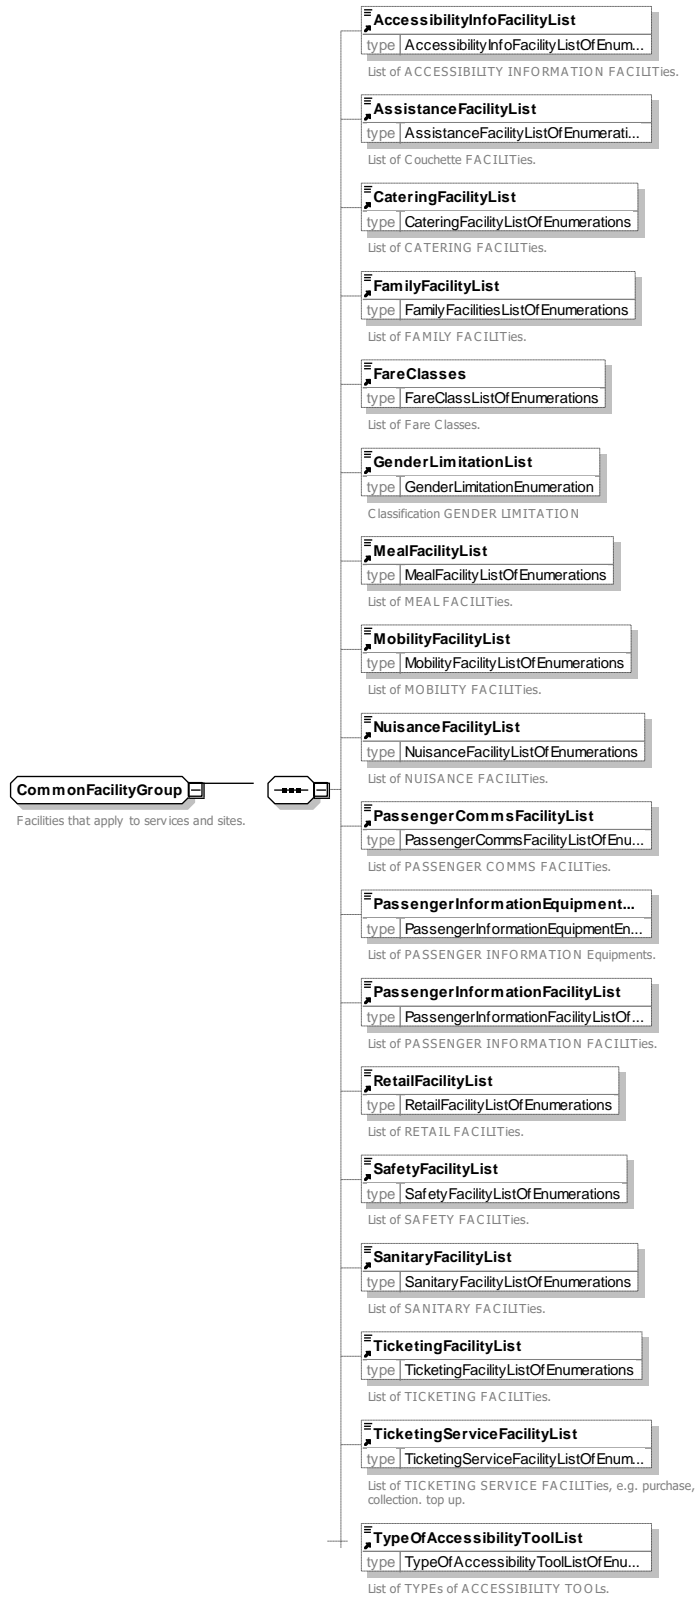 AccessibilityInfoFacilityList
type AccessibilityInfoFacilityListOfEnum...
List of ACCESSIBILITY INFORMATION FACILITies.
AssistanceFacilityList
type AssistanceFacilityListOfEnumerati...
List of Couchette FACILITies.
CateringFacilityList
type CateringFacilityListOfEnumerations
List of CATERING FACILITies.
FamilyFacilityList
type FamilyFacilitiesListOfEnumerations
List of FAMILY FACILITies.
FareClasses
type FareClassListOfEnumerations
List of Fare Classes.
GenderLimitationList
type GenderLimitationEnumeration
Classification GENDER LIMITATION
MealFacilityList
type MealFacilityListOfEnumerations
List of MEAL FACILITies.
MobilityFacilityList
type MobilityFacilityListOfEnumerations
List of MOBILITY FACILITies.
NuisanceFacilityList
type NuisanceFacilityListOfEnumerations
List of NUISANCE FACILITies.
CommonFacilityGroup
Facilities that apply to services and sites.
PassengerCommsFacilityList
type PassengerCommsFacilityListOfEnu...
List of PASSENGER COMMS FACILITies.
PassengerInformationEquipment...
type PassengerInformationEquipmentEn...
List of PASSENGER INFORMATION Equipments.
PassengerInformationFacilityList
type PassengerInformationFacilityListOf...
List of PASSENGER INFORMATION FACILITies.
RetailFacilityList
type RetailFacilityListOfEnumerations
List of RETAIL FACILITies.
SafetyFacilityList
type SafetyFacilityListOfEnumerations
List of SAFETY FACILITies.
SanitaryFacilityList
type SanitaryFacilityListOfEnumerations
List of SANITARY FACILITies.
TicketingFacilityList
type TicketingFacilityListOfEnumerations
List of TICKETING FACILITies.
TicketingServiceFacilityList
type TicketingServiceFacilityListOfEnum...
List of TICKETING SERVICE FACILITies, e.g. purchase,
collection. top up.
TypeOfAccessibilityToolList
type TypeOfAccessibilityToolListOfEnu...
List of TYPEs of ACCESSIBILITY TOOLs.